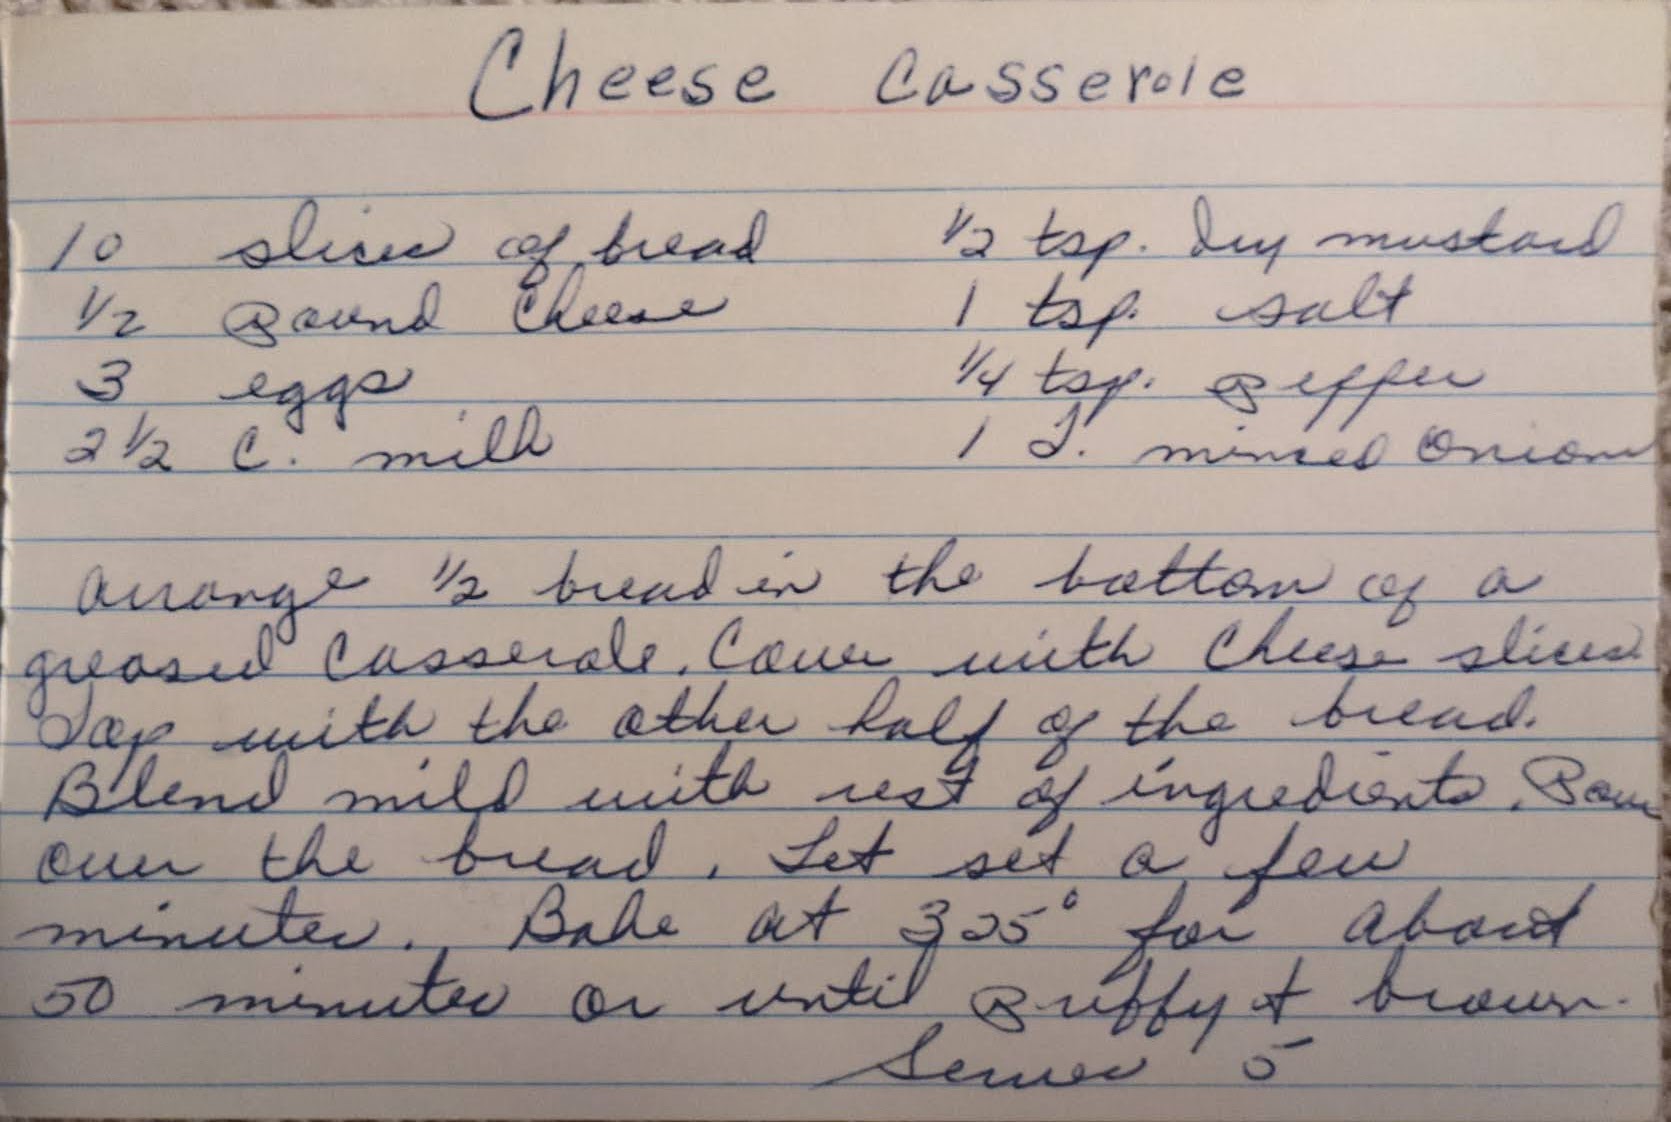 Cheese Casserole
10 slices of bread
1/2 Pound Cheese
3 eggs
2 1/2 C. milk
1/2 tsp. Dry mustard
1 tsp. salt
1/4 tsp. Pepper
1 T. minced Onion
Arrange 1/2 bread in the bottom of a
greased Casserole. Cover with Cheese slices
Top with the other half of the bread.
Blend milk with rest of ingredients. Pour
over the bread. Let set a few
minutes. Bake at 325° for about
50 minutes or until Puffy & brown.
Serves 5